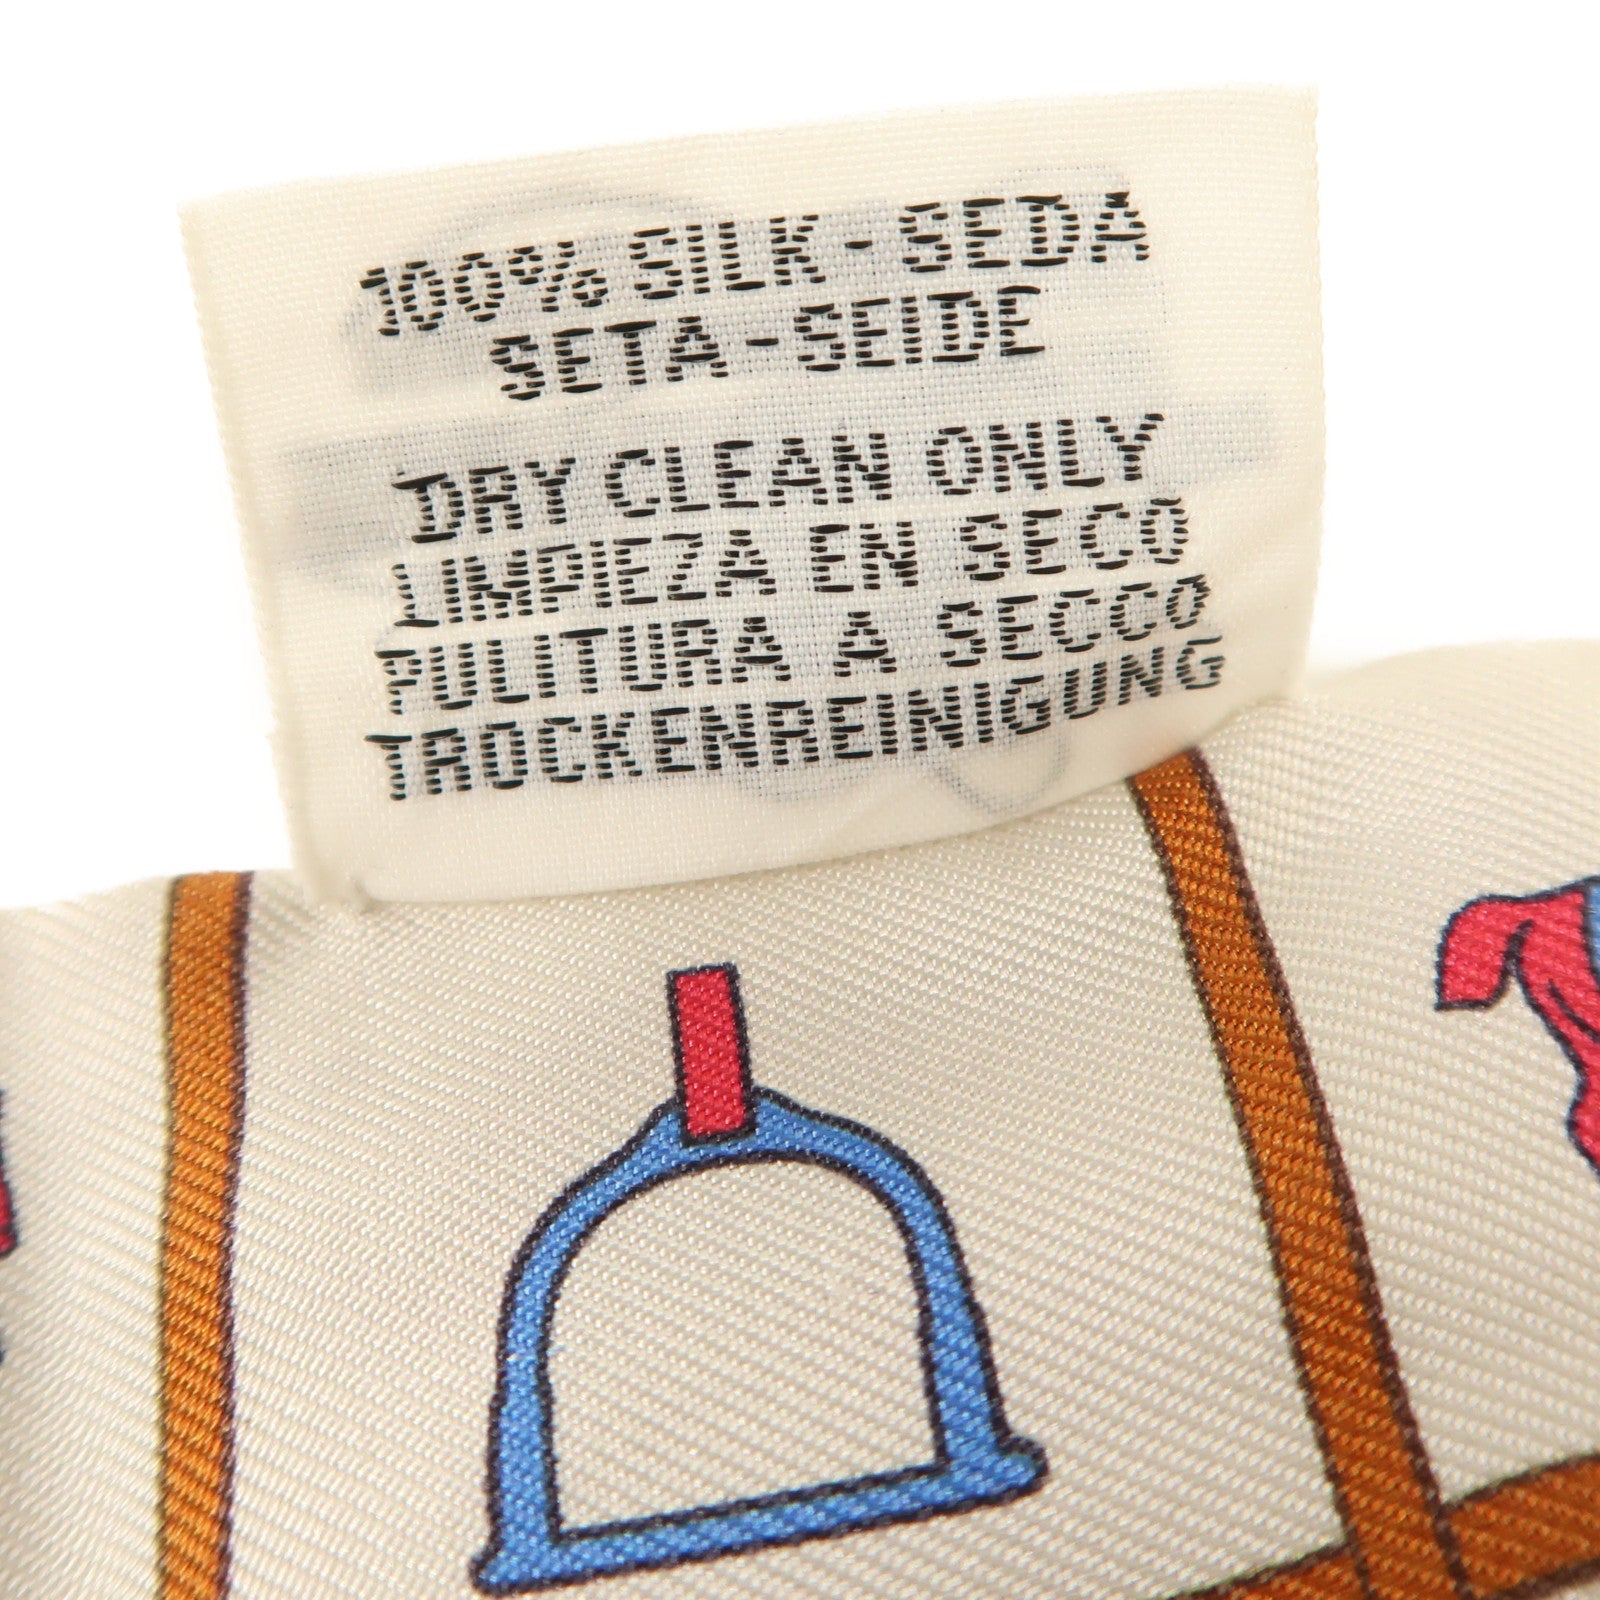 100% SILK - SEDA
SETA - SEIDE
DRY CLEAN ONLY
LIMPIEZA EN SECO
PULITURA A SECCO
TROCKENREINIGUNG